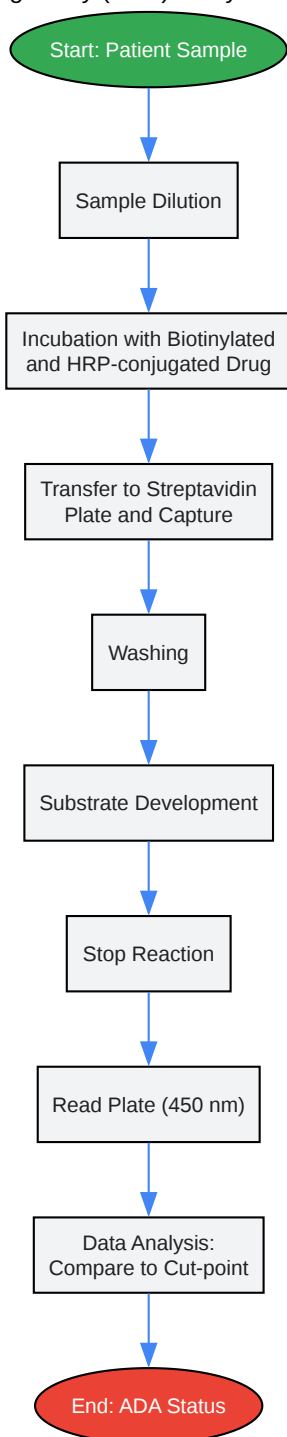 Start: Patient Sample
Sample Dilution
Incubation with Biotinylated
and HRP-conjugated Drug
Transfer to Streptavidin
Plate and Capture
Washing
Substrate Development
Stop Reaction
Read Plate (450 nm)
Data Analysis:
Compare to Cut-point
End: ADA Status